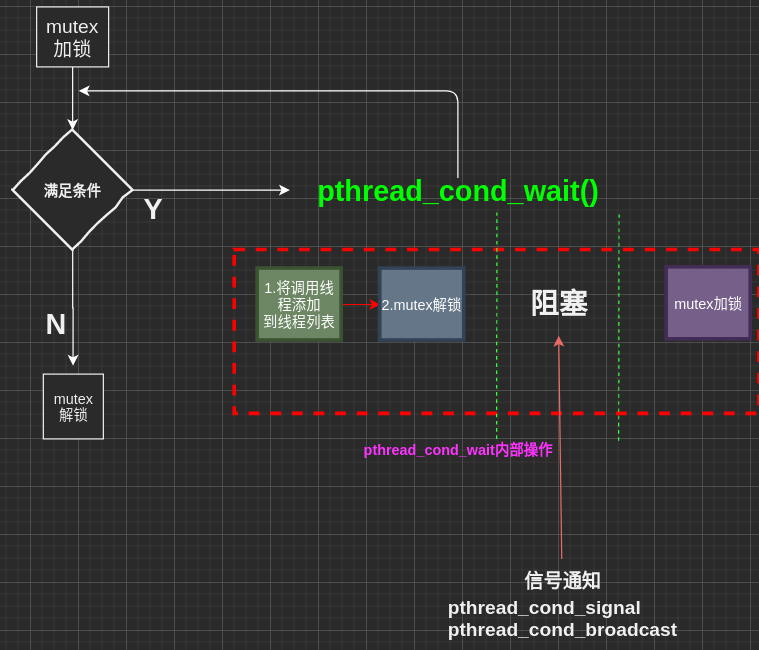 mutex
加锁
满足条件
Y
pthread_cond_wait()
N
1.将调用线
程添加
到线程列表
2.mutex解锁
阻塞
mutex加锁
mutex
解锁
pthread_cond_wait内部操作
信号通知
pthread_cond_signal
pthread_cond_broadcast